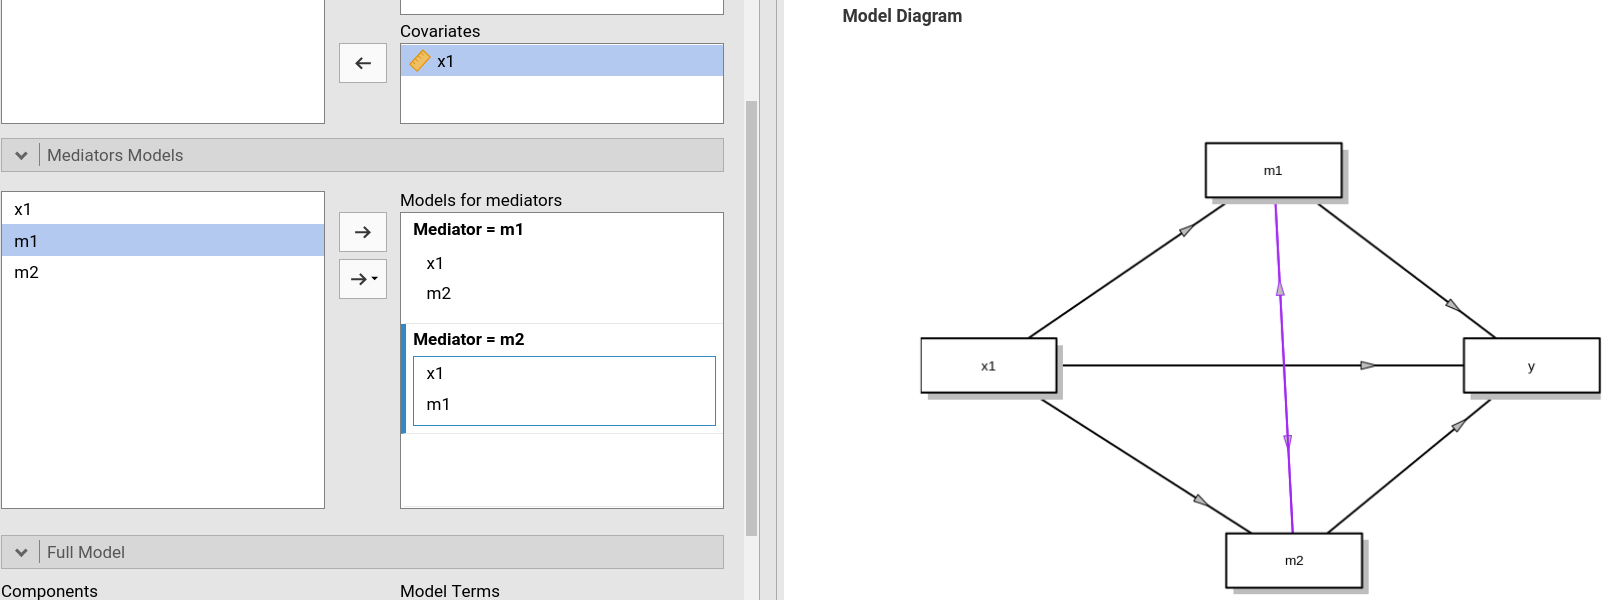 Covariates
x1
Mediators Models
x1
m1
m2
Models for mediators
Mediator = m1
x1
m2
Mediator = m2
x1
m1
Full Model
Components
Model Terms
Model Diagram
m1
x1
y
m2